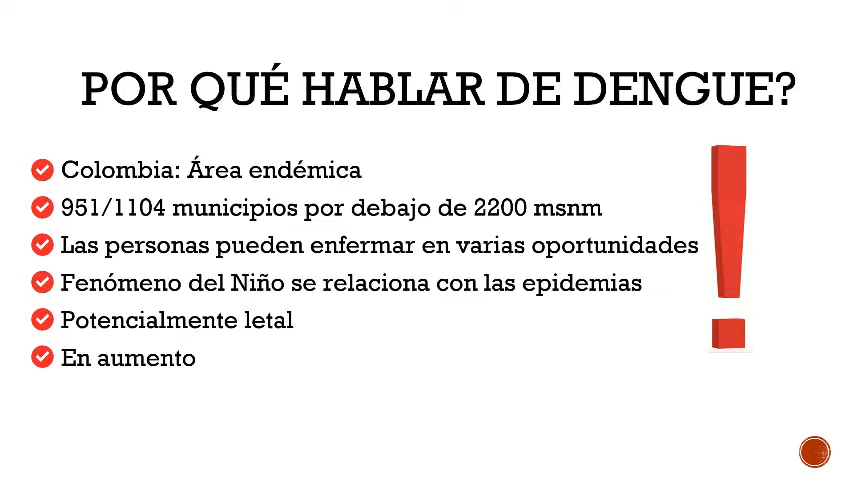 POR QUÉ HABLAR DE DENGUE?
Colombia: Área endémica
951/1104 municipios por debajo de 2200 msnm
Las personas pueden enfermar en varias oportunidades
Fenómeno del Niño se relaciona con las epidemias
Potencialmente letal
En aumento